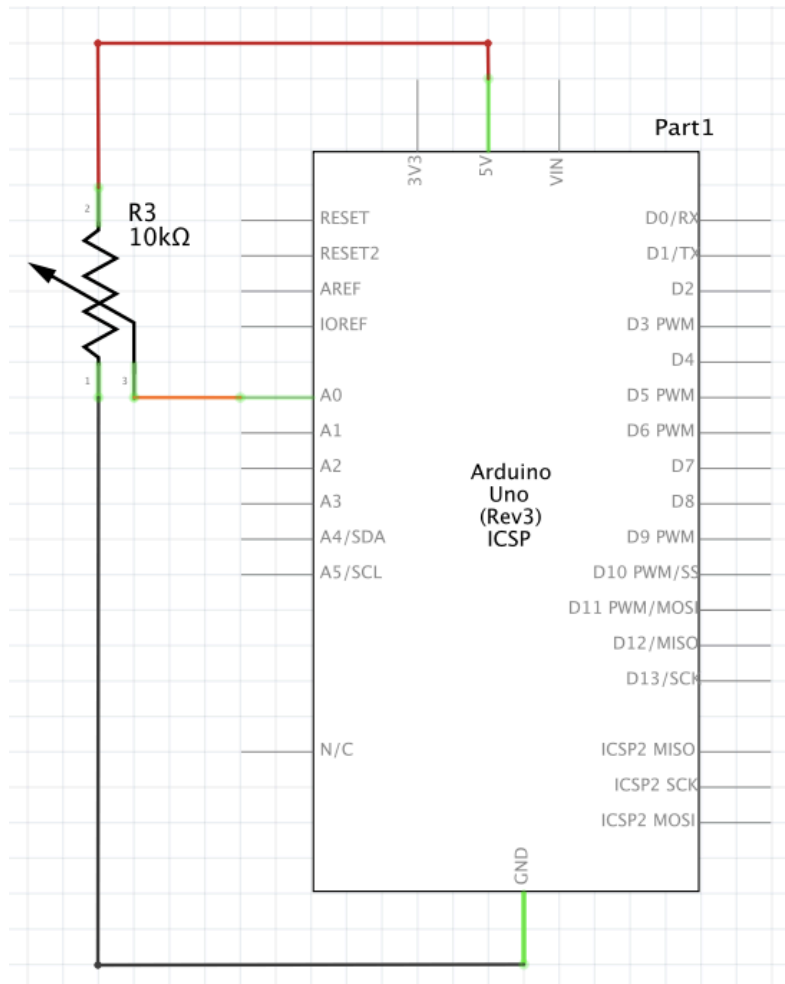 Part1
3V3
5V
VIN
2
R3
10kΩ
1
3
RESET
RESET2
AREF
IOREF
A0
A1
A2
A3
A4/SDA
A5/SCL
N/C
Arduino
Uno
(Rev3)
ICSP
D0/RX
D1/TX
D2
D3 PWM
D4
D5 PWM
D6 PWM
D7
D8
D9 PWM
D10 PWM/SS
D11 PWM/MOSI
D12/MISO
D13/SCK
ICSP2 MISO
ICSP2 SCK
ICSP2 MOSI
GND